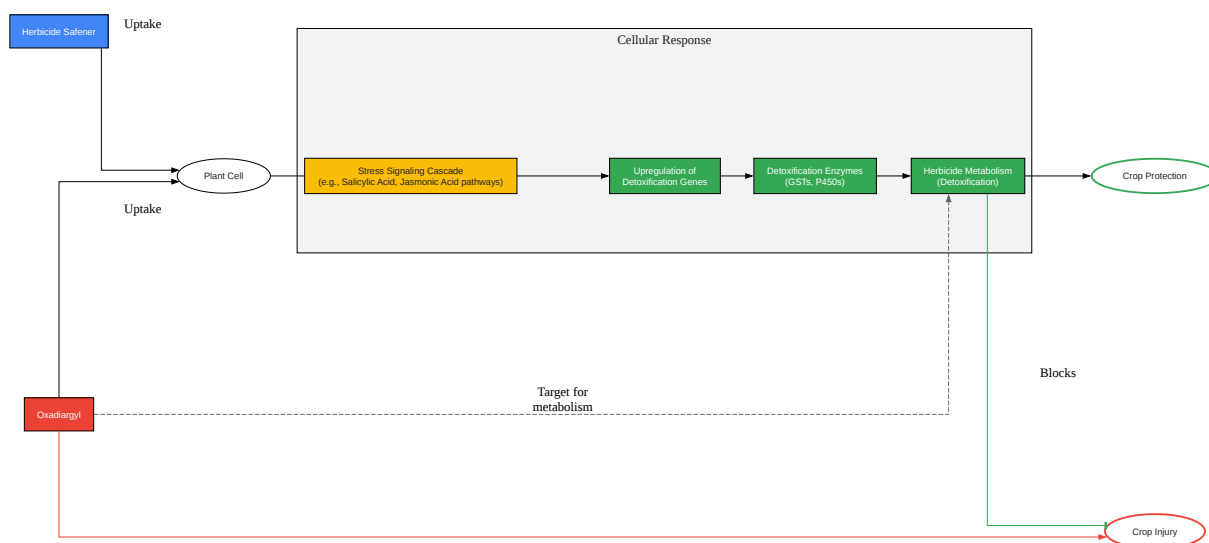 Herbicide Safener
Uptake
Cellular Response
Plant Cell
Stress Signaling Cascade
(e.g., Salicylic Acid, Jasmonic Acid pathways)
Upregulation of
Detoxification Genes
Detoxification Enzymes
(GSTs, P450s)
Herbicide Metabolism
(Detoxification)
Crop Protection
Uptake
Blocks
Target for
metabolism
Oxadiargyl
Crop Injury